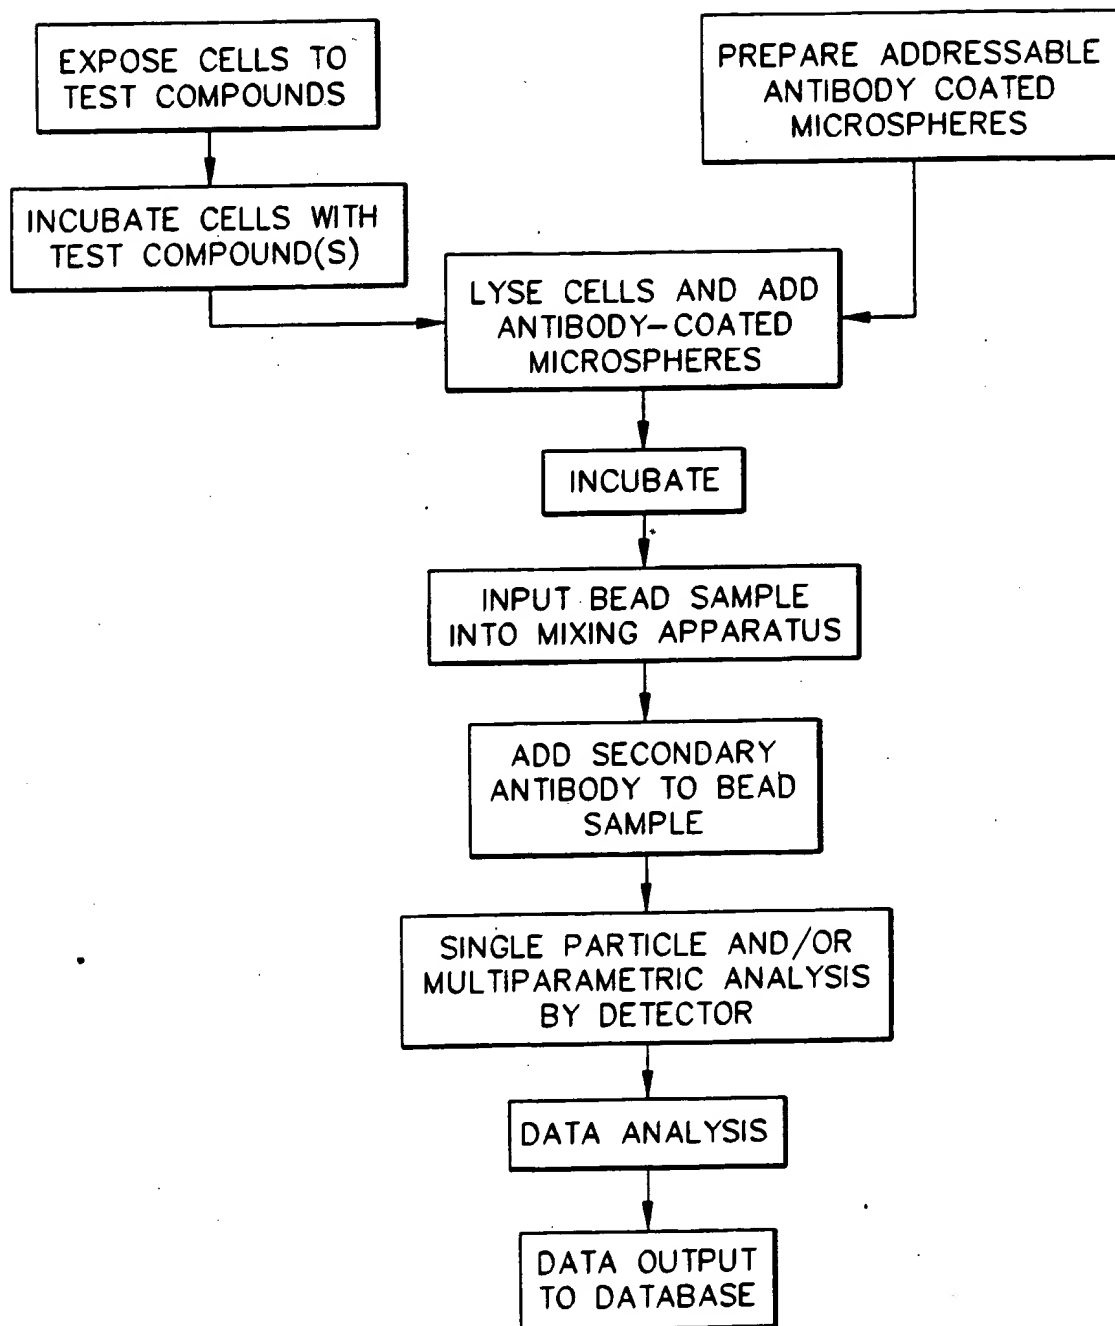 EXPOSE CELLS TO
TEST COMPOUNDS
PREPARE ADDRESSABLE
ANTIBODY COATED
MICROSPHERES
INCUBATE CELLS WITH
TEST COMPOUND(S)
LYSE CELLS AND ADD
ANTIBODY-COATED
MICROSPHERES
INCUBATE
INPUT BEAD SAMPLE
INTO MIXING APPARATUS
ADD SECONDARY
ANTIBODY TO BEAD
SAMPLE
SINGLE PARTICLE AND/OR
MULTIPARAMETRIC ANALYSIS
BY DETECTOR
DATA ANALYSIS
DATA OUTPUT
TO DATABASE